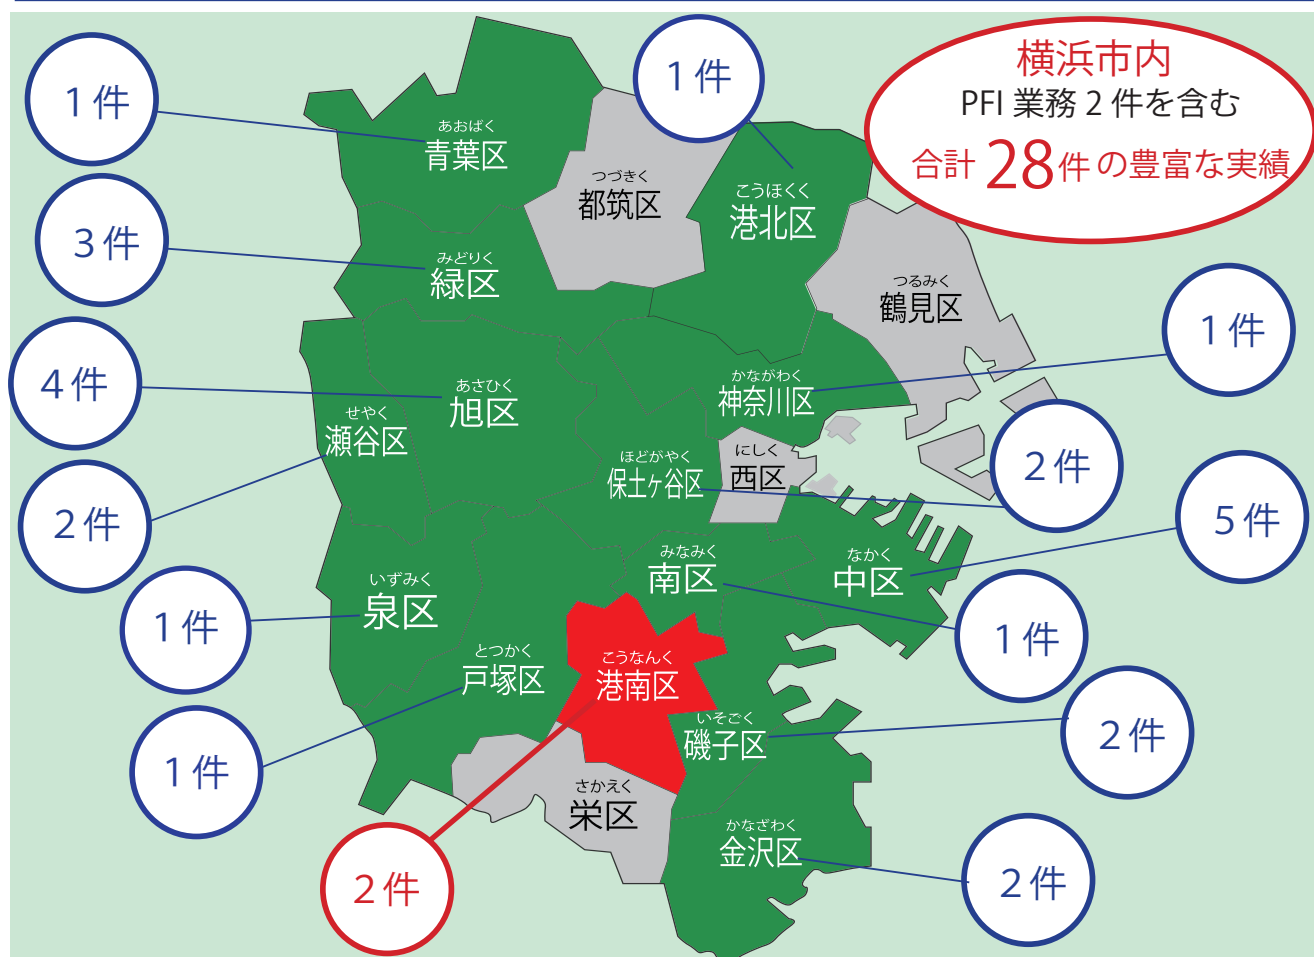 横浜市内
PFI 業務 2 件を含む
合計 28件 の豊富な実績
1 件
1 件
あおばく
青葉区
つづきく
都筑区
こうほくく
港北区
3 件
みどりく
緑区
つるみく
鶴見区
1 件
4 件
あさひく
旭区
かながわく
神奈川区
せやく
瀬谷区
ほどがやく
保土ヶ谷区
にしく
西区
2 件
2 件
5 件
みなみく
南区
なかく
中区
いずみく
泉区
1 件
1 件
とつかく
戸塚区
こうなんく
港南区
いそごく
磯子区
2 件
1 件
さかえく
栄区
かなざわく
金沢区
2 件
2 件